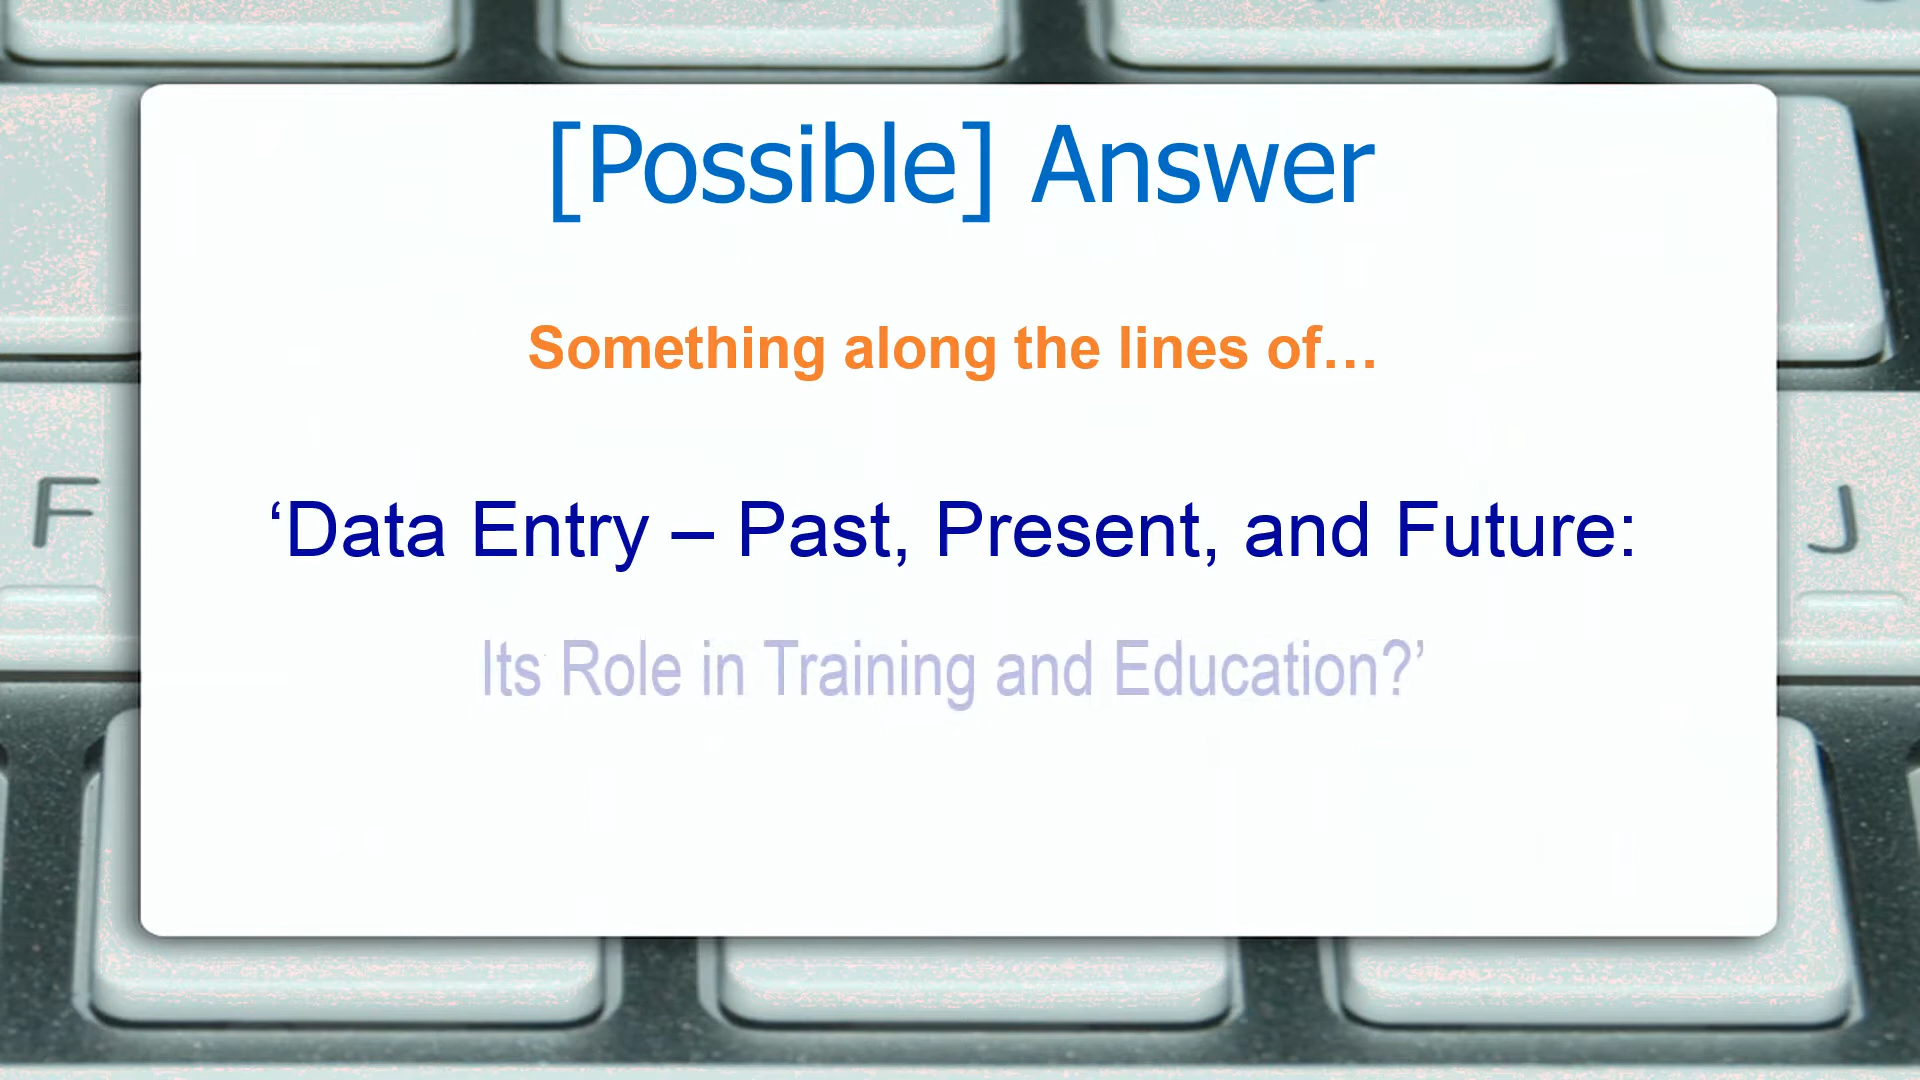 [Possible] Answer
Something along the lines of…
‘Data Entry – Past, Present, and Future:
F
J
Its Role in Training and Education?’